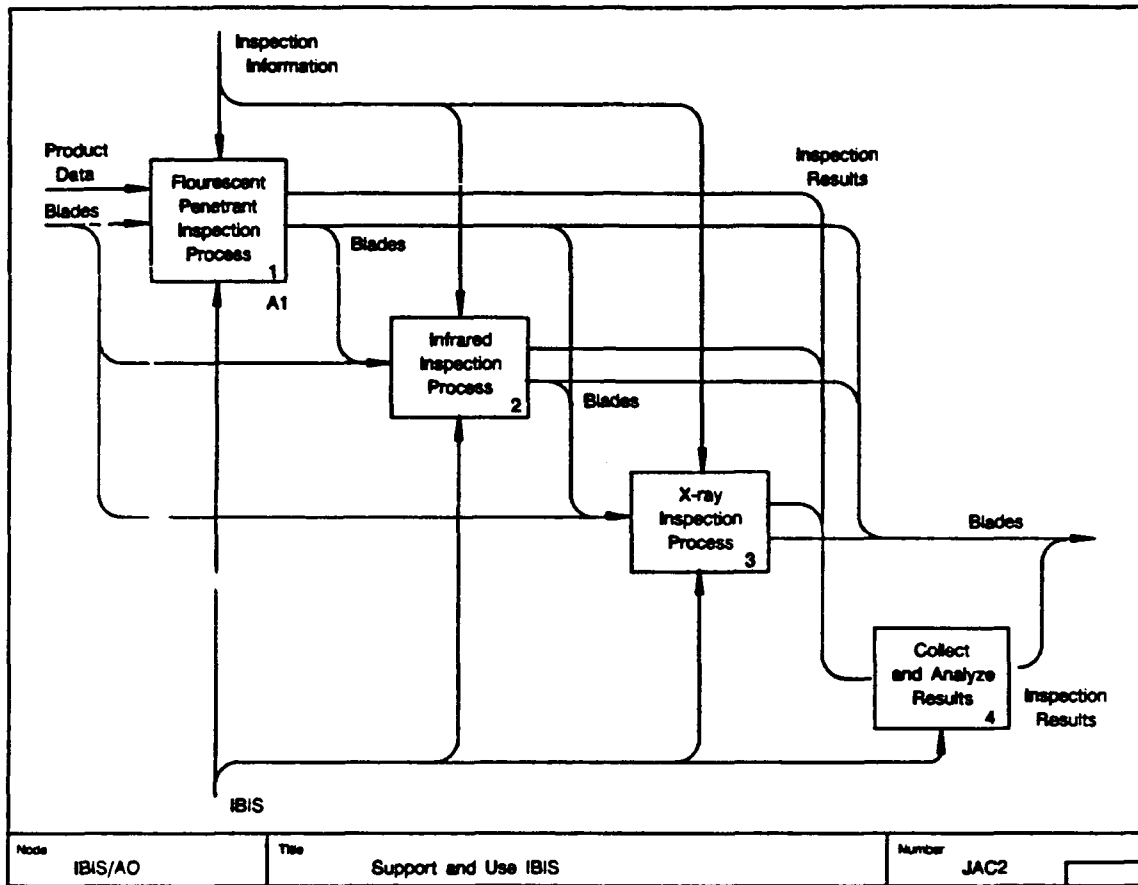 Inspection
Information
Product
Data
Blades
Flourescent
Penetrant
Inspection
Process
1
A1
Inspection
Results
Blades
Infrared
Inspection
Process
2
Blades
X-ray
Inspection
Process
3
Blades
Collect
and Analyze
Results
4
Inspection
Results
IBIS
Node
IBIS/AO
Title
Support and Use IBIS
Number
JAC2